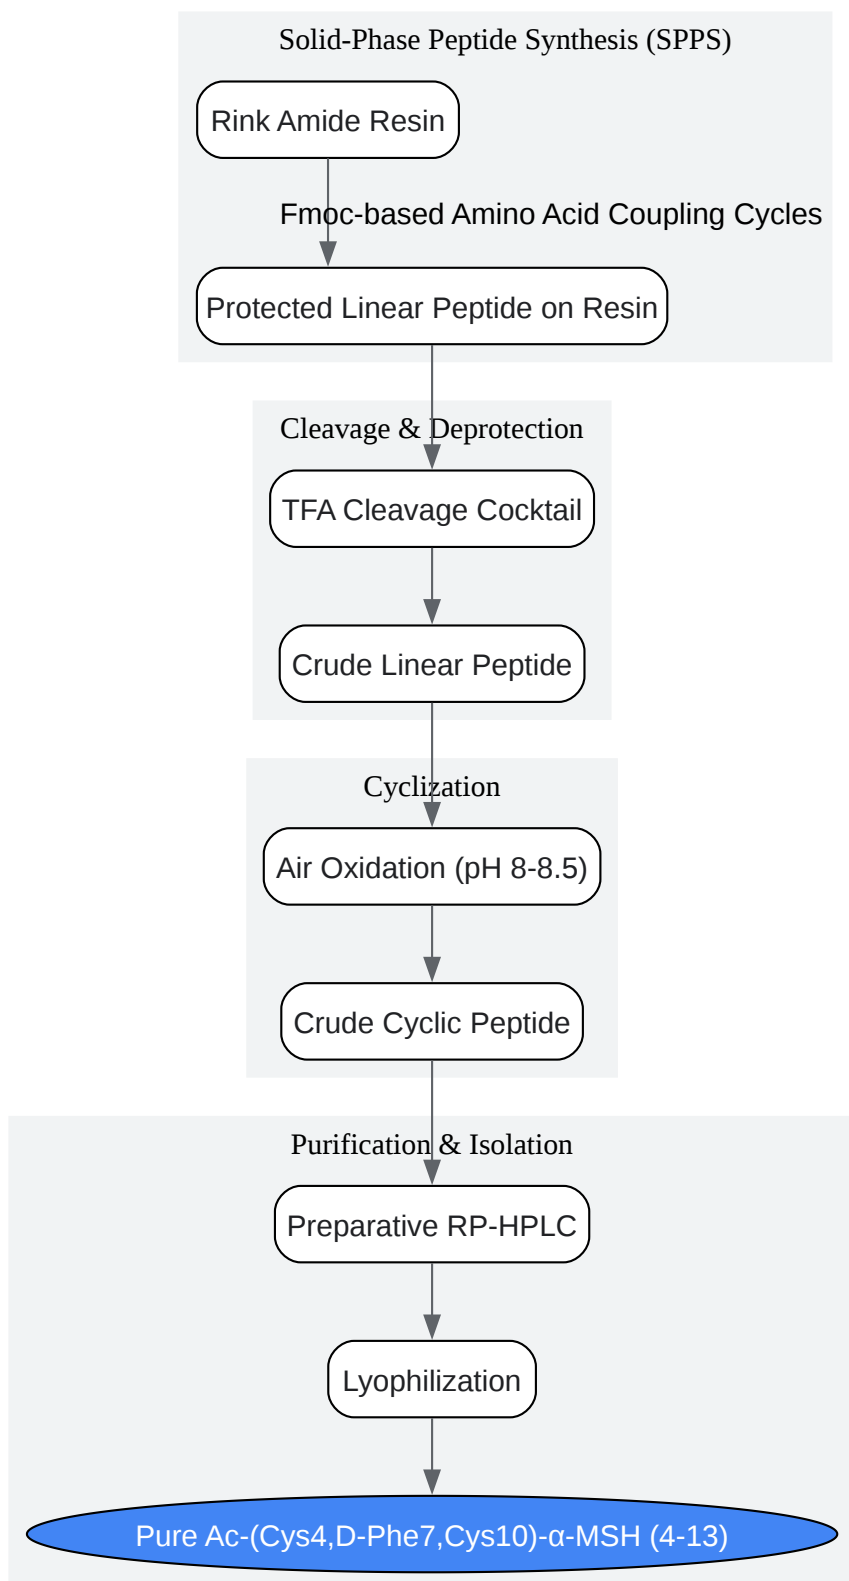 Solid-Phase Peptide Synthesis (SPPS)
Rink Amide Resin
Fmoc-based Amino Acid Coupling Cycles
Protected Linear Peptide on Resin
Cleavage & Deprotection
TFA Cleavage Cocktail
Crude Linear Peptide
Cyclization
Air Oxidation (pH 8-8.5)
Crude Cyclic Peptide
Purification & Isolation
Preparative RP-HPLC
Lyophilization
Pure Ac-(Cys4,D-Phe7,Cys10)-α-MSH (4-13)